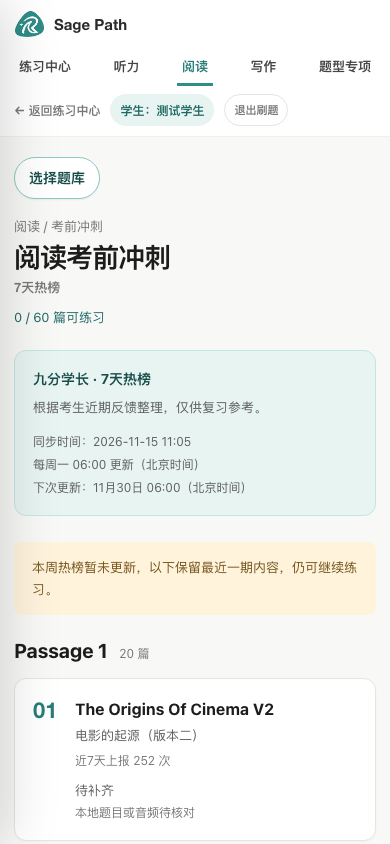 Sage Path
练习中心 听力 阅读 写作 题型专项
← 返回练习中心 学生：测试学生 退出刷题
选择题库
阅读 / 考前冲刺
阅读考前冲刺
7天热榜
0 / 60 篇可练习
九分学长 · 7天热榜
根据考生近期反馈整理，仅供复习参考。
同步时间：2026-11-15 11:05
每周一 06:00 更新（北京时间）
下次更新：11月30日 06:00（北京时间）
本周热榜暂未更新，以下保留最近一期内容，仍可继续练
习。
Passage 1 20 篇
01 The Origins Of Cinema V2
电影的起源（版本二）
近7天上报 252 次
待补齐
本地题目或音频待核对